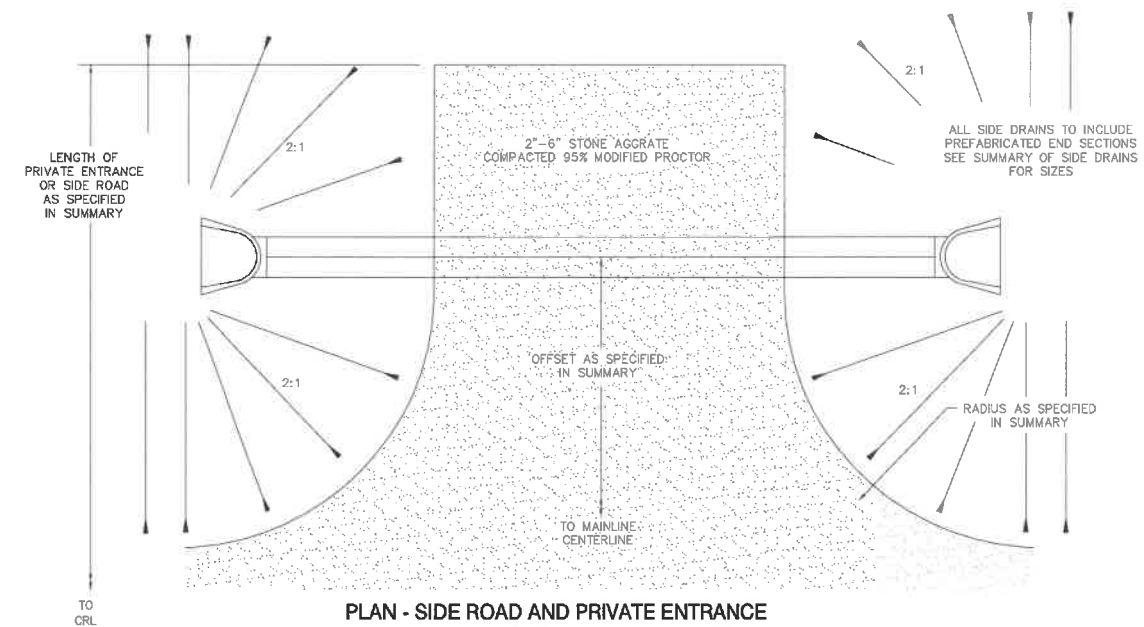 2:1
2:1
2"-6" STONE AGGRATE
COMPACTED 95% MODIFIED PROCTOR
ALL SIDE DRAINS TO INCLUDE
PREFABRICATED END SECTIONS
SEE SUMMARY OF SIDE DRAINS
FOR SIZES
LENGTH OF
PRIVATE ENTRANCE
OR SIDE ROAD
AS SPECIFIED
IN SUMMARY
OFFSET AS SPECIFIED
IN SUMMARY
2:1
2:1
RADIUS AS SPECIFIED
IN SUMMARY
TO MAINLINE
CENTERLINE
TO
CRL
PLAN - SIDE ROAD AND PRIVATE ENTRANCE